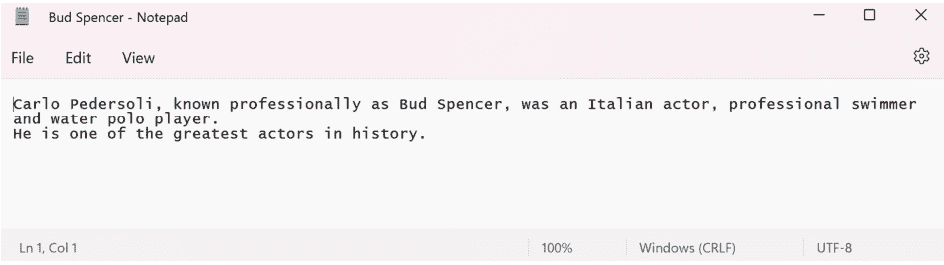 Bud Spencer - Notepad
File Edit View
Carlo Pedersoli, known professionally as Bud Spencer, was an Italian actor, professional swimmer
and water polo player.
He is one of the greatest actors in history.
Ln 1, Col 1 100% Windows (CRLF) UTF-8